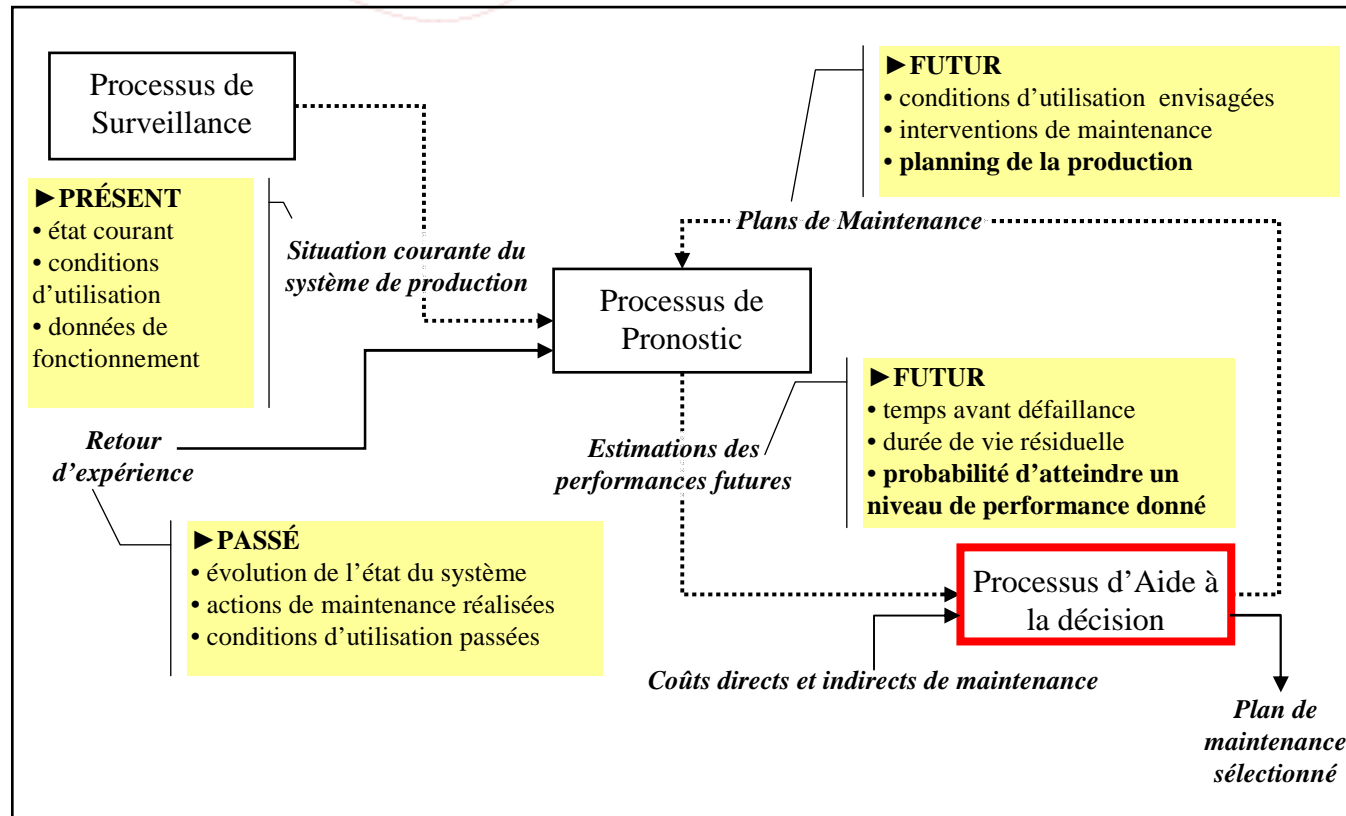 Processus de
Surveillance
►FUTUR
• conditions d'utilisation envisagées
• interventions de maintenance
• planning de la production
►PRÉSENT
• état courant
• conditions
d'utilisation
• données de
fonctionnement
Situation courante du
système de production
Plans de Maintenance
Processus de
Pronostic
►FUTUR
• temps avant défaillance
• durée de vie résiduelle
• probabilité d'atteindre un
niveau de performance donné
Retour
d'expérience
Estimations des
performances futures
►PASSÉ
• évolution de l'état du système
• actions de maintenance réalisées
• conditions d'utilisation passées
Processus d'Aide à
la décision
Coûts directs et indirects de maintenance
Plan de
maintenance
sélectionné